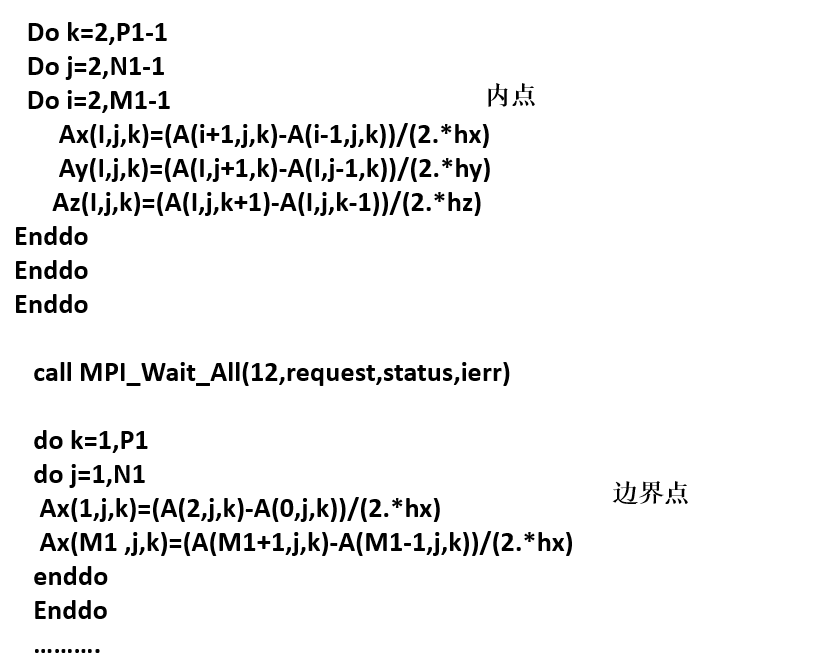 Do k=2,P1-1
Do j=2,N1-1
Do i=2,M1-1
内点
Ax(I,j,k)=(A(i+1,j,k)-A(i-1,j,k))/(2.*hx)
Ay(I,j,k)=(A(I,j+1,k)-A(I,j-1,k))/(2.*hy)
Az(I,j,k)=(A(I,j,k+1)-A(I,j,k-1))/(2.*hz)
Enddo
Enddo
Enddo
call MPI_Wait_All(12,request,status,ierr)
do k=1,P1
do j=1,N1
边界点
Ax(1,j,k)=(A(2,j,k)-A(0,j,k))/(2.*hx)
Ax(M1 ,j,k)=(A(M1+1,j,k)-A(M1-1,j,k))/(2.*hx)
enddo
Enddo
……….